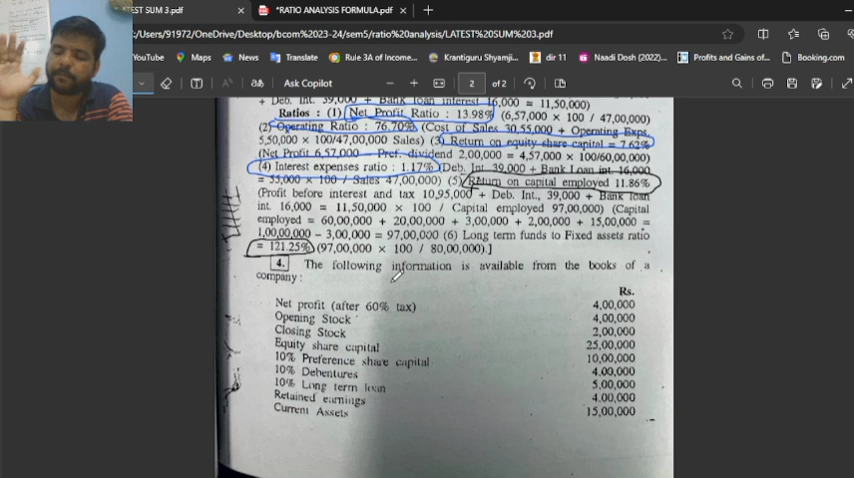 TEST SUM 3.pdf
*RATIO ANALYSIS FORMULA.pdf
:/Users/91972/OneDrive/Desktop/bcom%202023-24/sem5/ratio%20analysis/LATEST%20SUM%203.pdf
YouTube Maps News Translate Rule 3A of Income... Krantiguru Shyamji... dir 11 Naadi Dosh (2022)... Profits and Gains of... Booking.com
Ask Copilot 2 of 2
+ Deb. Int. 39,000 + Bank loan interest 16,000 = 11,50,000)
Ratios : (1) Net Profit Ratio : 13.98% (6,57,000 × 100 / 47,00,000)
(2) Operating Ratio : 76.70% (Cost of Sales 30,55,000 + Operating Exps.
5,50,000 × 100/47,00,000 Sales) (3) Return on equity share capital = 7.62%
(Net Profit 6,57,000 Pref. dividend 2,00,000 = 4,57,000 × 100/60,00,000)
(4) Interest expenses ratio : 1.17% (Deb. Int. 39,000 + Bank Loan int. 16,000
= 55,000 × 100 / Sales 47,00,000) (5) Return on capital employed 11.86%
(Profit before interest and tax 10,95,000 + Deb. Int., 39,000 + Bank loan
int. 16,000 = 11,50,000 × 100 / Capital employed 97,00,000) (Capital
employed = 60,00,000 + 20,00,000 + 3,00,000 + 2,00,000 + 15,00,000 =
1,00,00,000 - 3,00,000 = 97,00,000 (6) Long term funds to Fixed assets ratio
= 121.25% (97,00,000 × 100 / 80,00,000).]
4. The following information is available from the books of a
company :
Rs.
Net profit (after 60% tax) 4,00,000
Opening Stock 4,00,000
Closing Stock 2,00,000
Equity share capital 25,00,000
10% Preference share capital 10,00,000
10% Debentures 4,00,000
10% Long term loan 5,00,000
Retained earnings 4,00,000
Current Assets 15,00,000